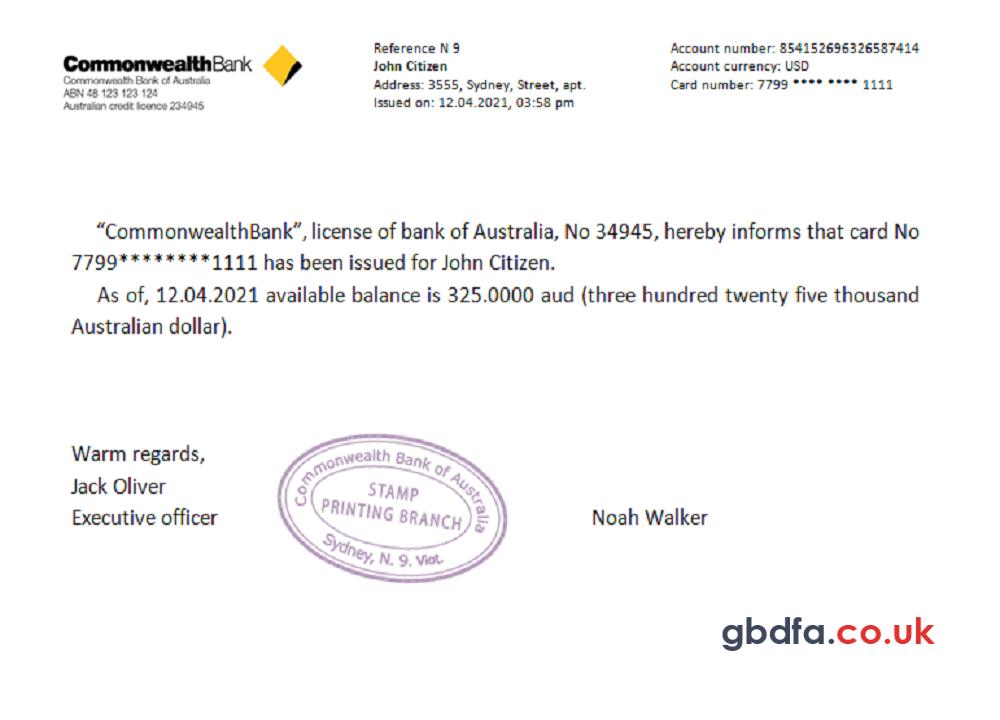 CommonwealthBank
Commonwealth Bank of Australia
ABN 48 123 123 124
Australian credit licence 234945
Reference N 9
John Citizen
Address: 3555, Sydney, Street, apt.
Issued on: 12.04.2021, 03:58 pm
Account number: 854152696326587414
Account currency: USD
Card number: 7799 **** **** 1111
“CommonwealthBank”, license of bank of Australia, No 34945, hereby informs that card No
7799********1111 has been issued for John Citizen.
As of, 12.04.2021 available balance is 325.0000 aud (three hundred twenty five thousand
Australian dollar).
Warm regards,
Jack Oliver
Executive officer
Commonwealth Bank of Australia
STAMP
PRINTING BRANCH
Sydney, N. 9. Viot.
Noah Walker
gbdfa.co.uk